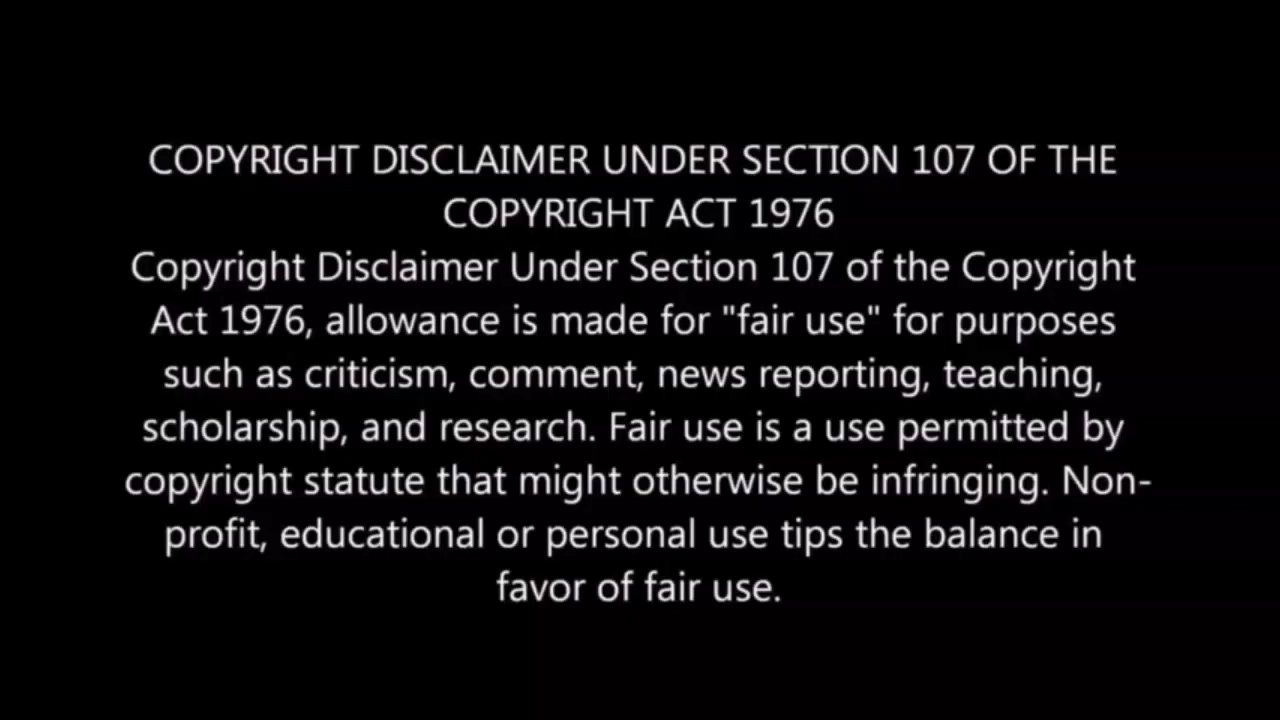 COPYRIGHT DISCLAIMER UNDER SECTION 107 OF THE
COPYRIGHT ACT 1976
Copyright Disclaimer Under Section 107 of the Copyright
Act 1976, allowance is made for "fair use" for purposes
such as criticism, comment, news reporting, teaching,
scholarship, and research. Fair use is a use permitted by
copyright statute that might otherwise be infringing. Non-
profit, educational or personal use tips the balance in
favor of fair use.